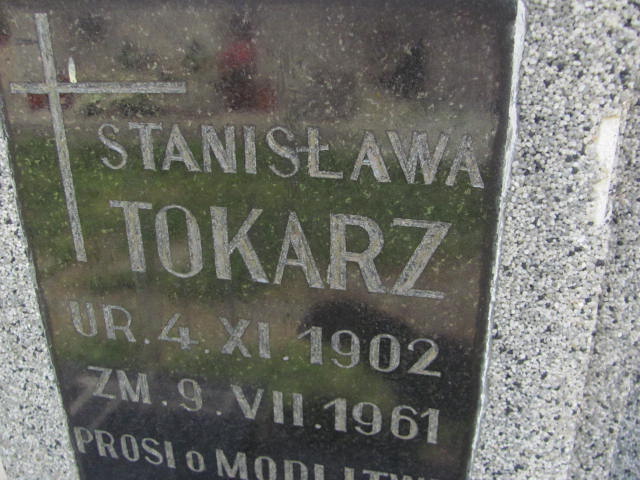 STANISŁAWA
TOKARZ
UR. 4. XI. 1902
ZM. 9. VII. 1961
PROSI O